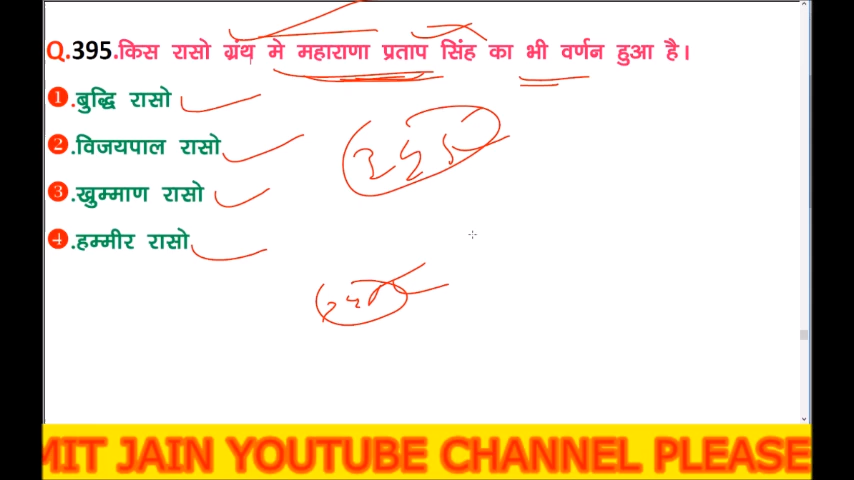 Q.395.किस रासो ग्रंथ मे महाराणा प्रताप सिंह का भी वर्णन हुआ है।
1.बुद्धि रासो
2.विजयपाल रासो
3.खुम्माण रासो
4.हम्मीर रासो
MIT JAIN YOUTUBE CHANNEL PLEASE